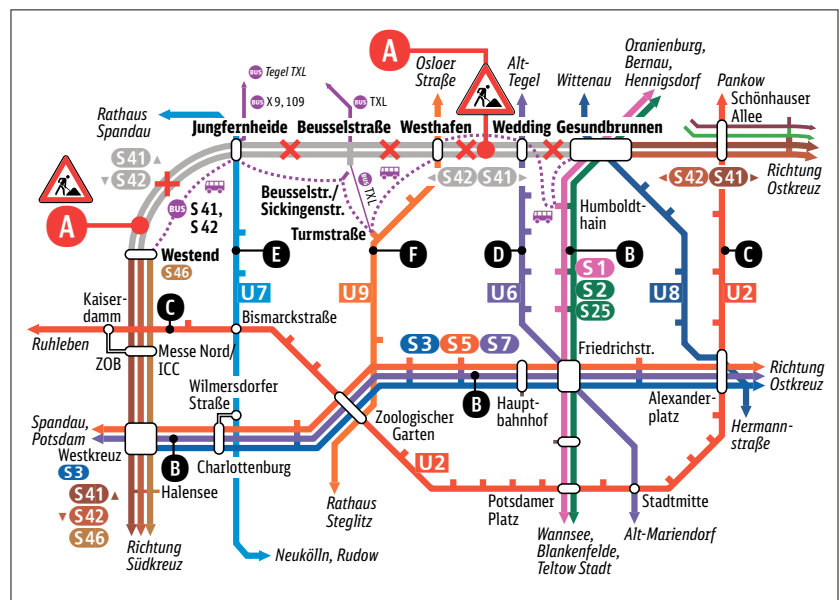 BUS Tegel TXL
BUS X 9, 109
BUS TXL
A
Osloer
Straße
Alt-
Tegel
Wittenau
Oranienburg,
Bernau,
Hennigsdorf
Pankow
Schönhauser
Allee
Rathaus
Spandau
Jungfernheide
Beusselstraße
Westhafen
Wedding
Gesundbrunnen
S41
S42
S42 S41
S42 S41
Richtung
Ostkreuz
A
BUS S 41,
S 42
Beusselstr./
Sickingenstr.
BUS TXL
Turmstraße
Humboldt-
hain
Westend
S46
E
F
D
B
C
S1
S2
S25
U7
U9
U6
U8
U2
Kaiser-
damm
C
Ruhleben
ZOB
Messe Nord/
ICC
Bismarckstraße
S3 S5 S7
Friedrichstr.
Richtung
Ostkreuz
Wilmersdorfer
Straße
B
Haupt-
bahnhof
Alexander-
platz
Spandau,
Potsdam
Westkreuz
S3
B
Charlottenburg
Zoologischer
Garten
Hermann-
straße
U2
S41
S42
S46
Halensee
Richtung
Südkreuz
Rathaus
Steglitz
Potsdamer
Platz
Stadtmitte
Neukölln, Rudow
Wannsee,
Blankenfelde,
Teltow Stadt
Alt-Mariendorf